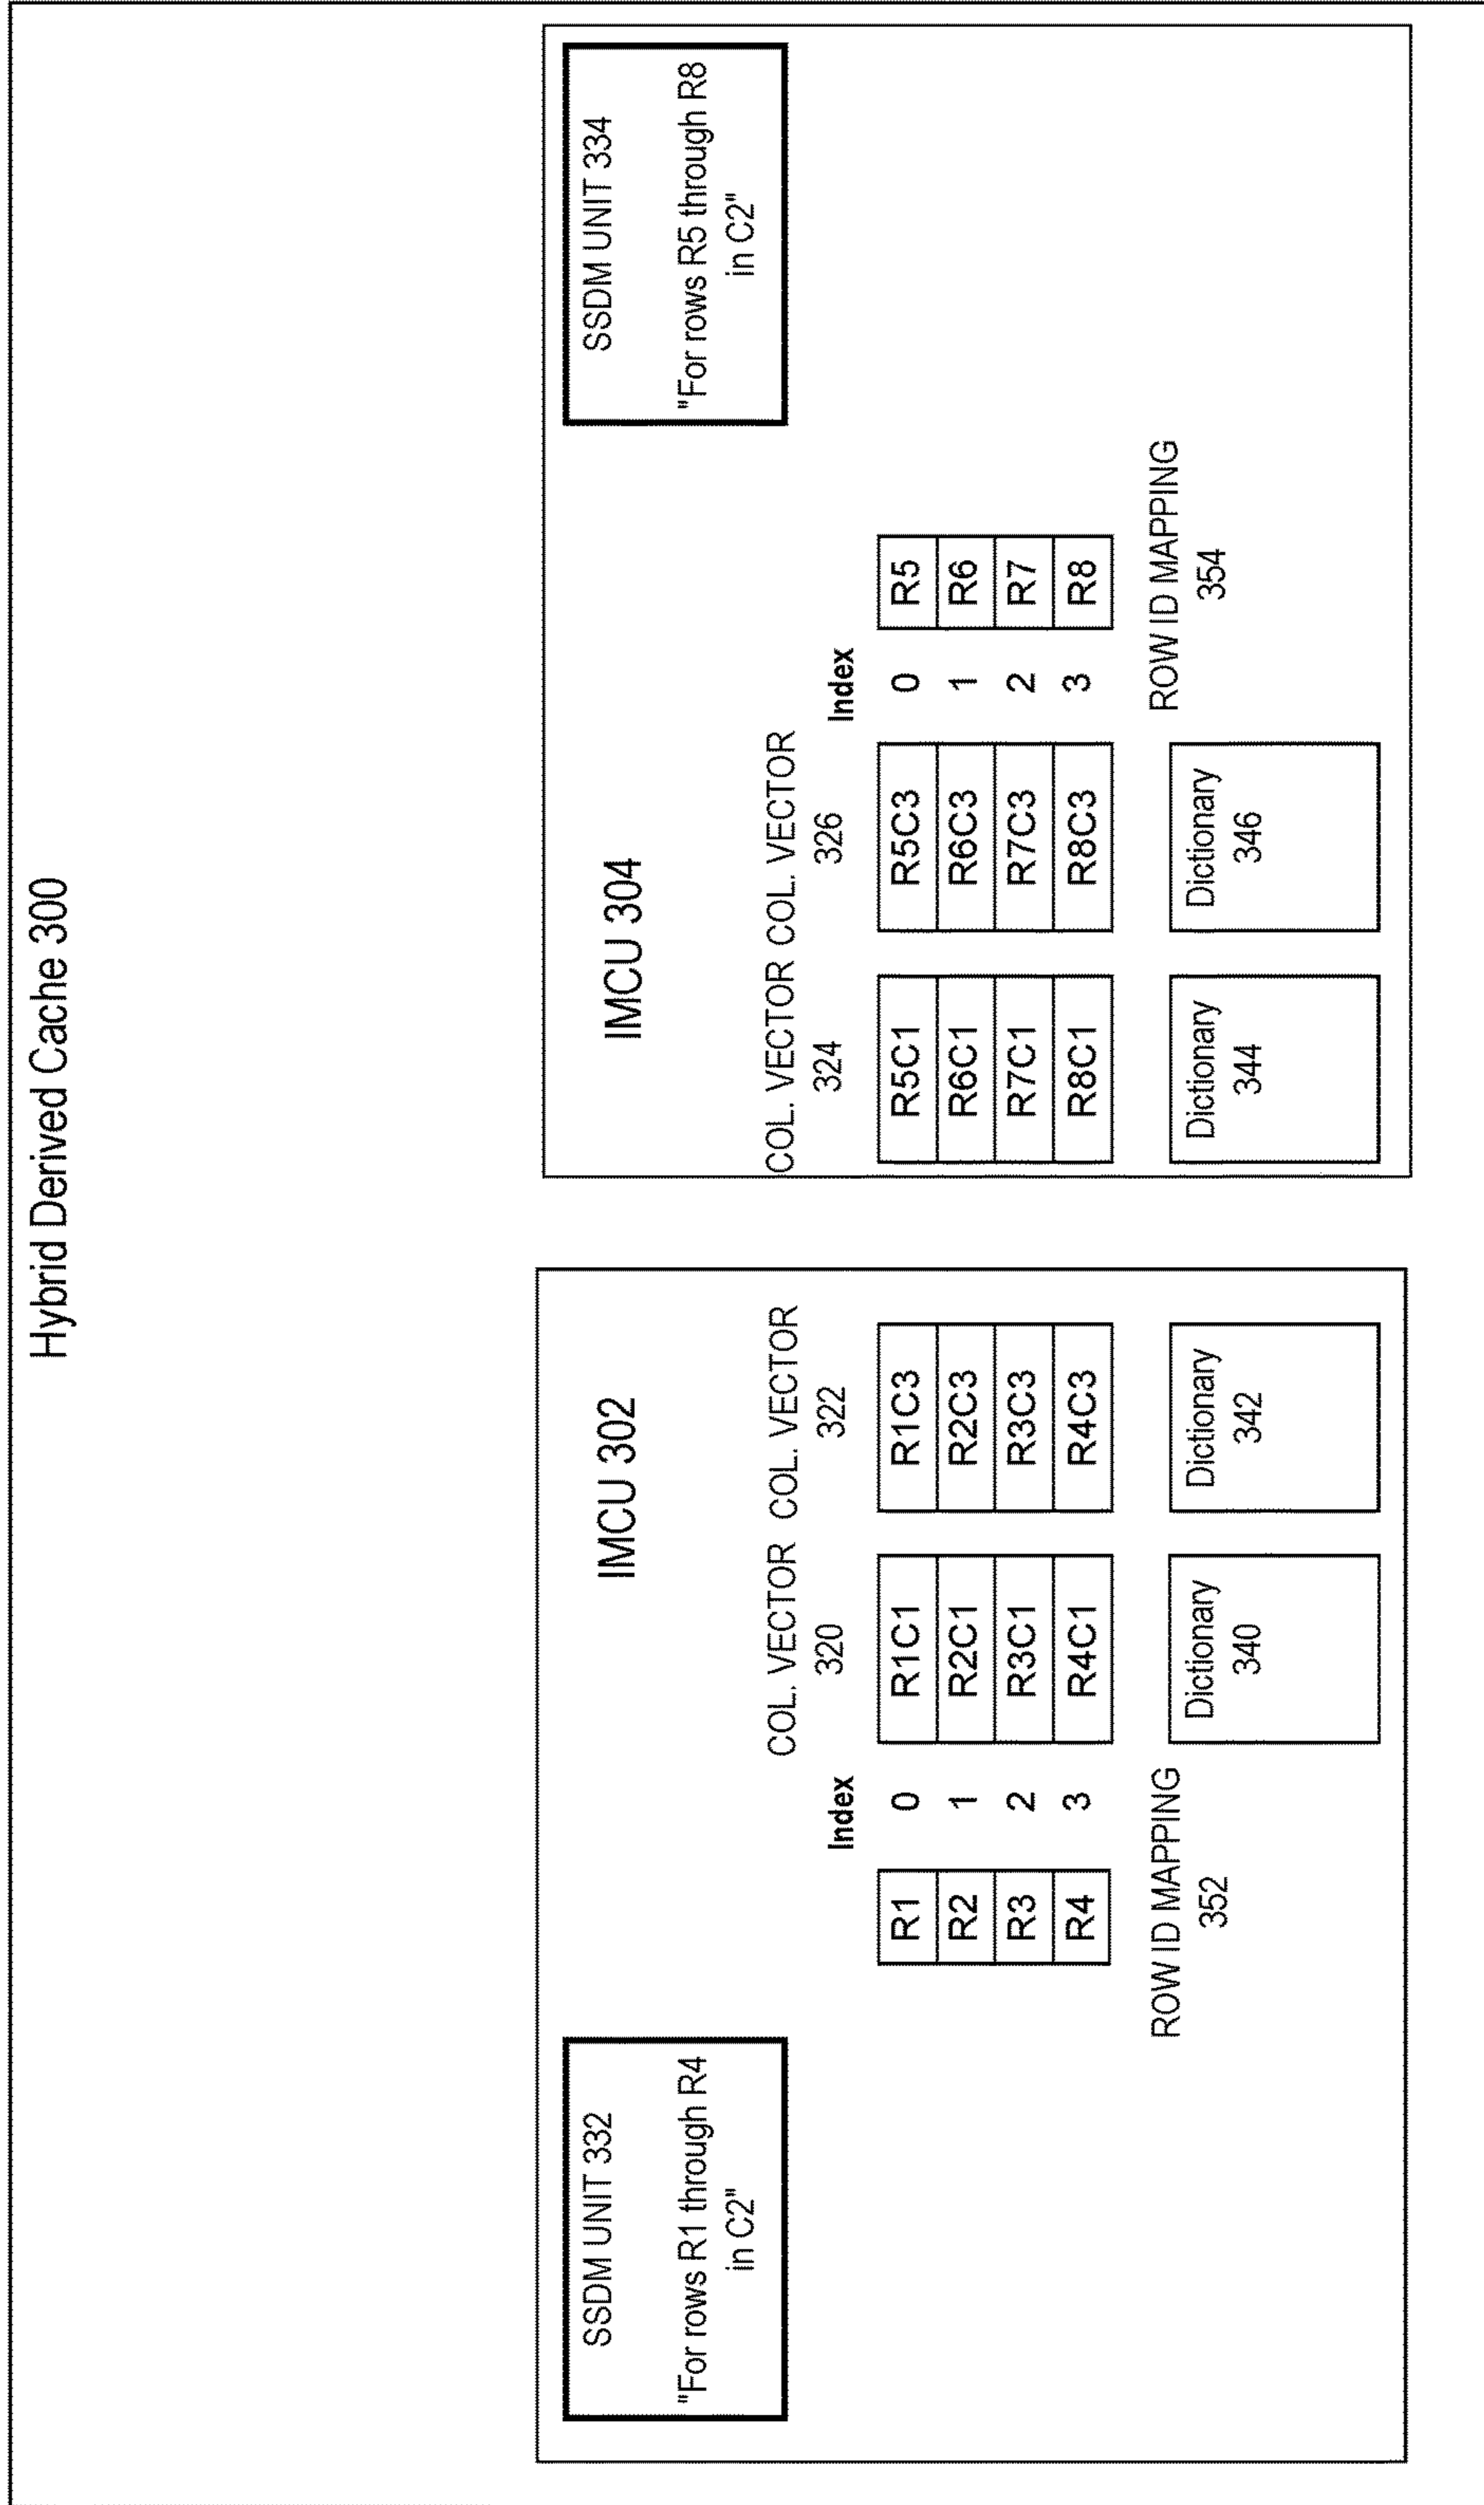 Hybrid Derived Cache 300
SSDM UNIT 332
"For rows R1 through R4
in C2"
IMCU 302
COL. VECTOR COL. VECTOR
320 322
Index
R1 0 R1C1 R1C3
R2 1 R2C1 R2C3
R3 2 R3C1 R3C3
R4 3 R4C1 R4C3
ROW ID MAPPING
352
Dictionary Dictionary
340 342
SSDM UNIT 334
"For rows R5 through R8
in C2"
IMCU 304
COL. VECTOR COL. VECTOR
324 326
Index
R5C1 R5C3 0 R5
R6C1 R6C3 1 R6
R7C1 R7C3 2 R7
R8C1 R8C3 3 R8
ROW ID MAPPING
354
Dictionary Dictionary
344 346